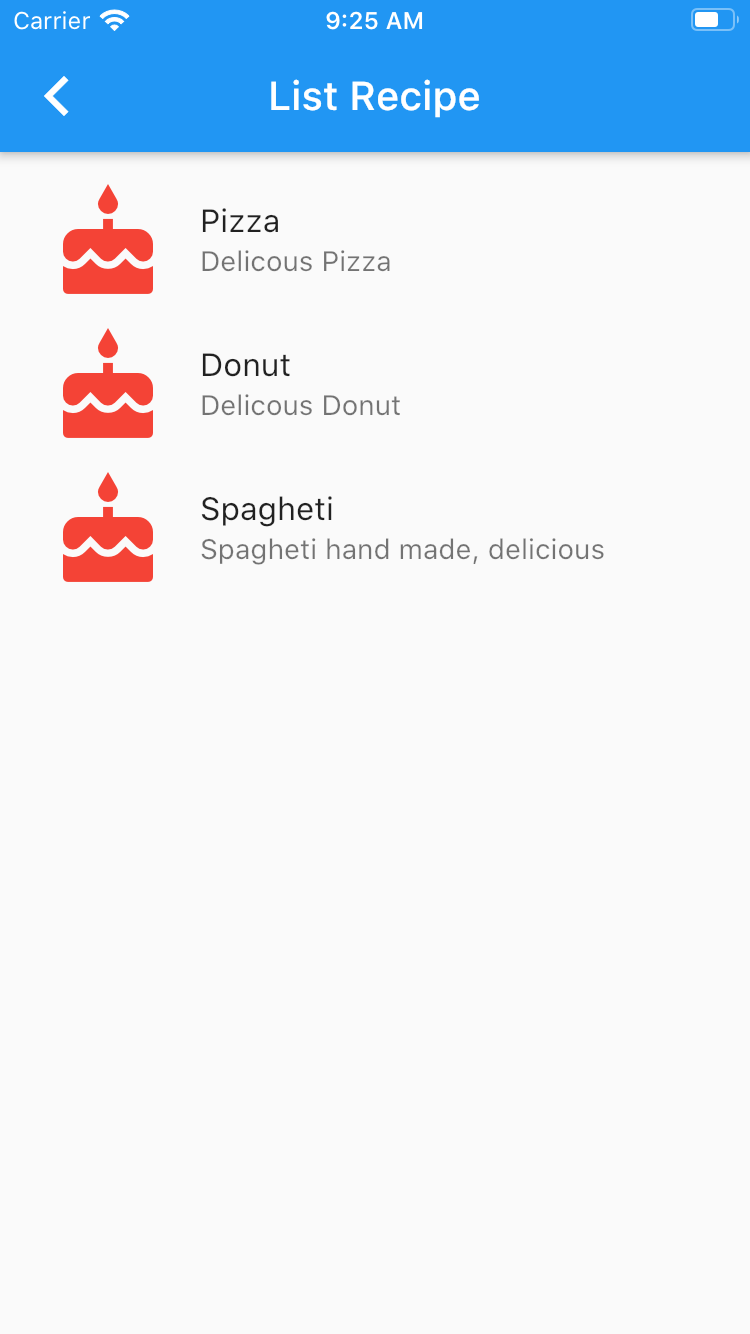 Carrier 9:25 AM
List Recipe
Pizza
Delicous Pizza
Donut
Delicous Donut
Spagheti
Spagheti hand made, delicious